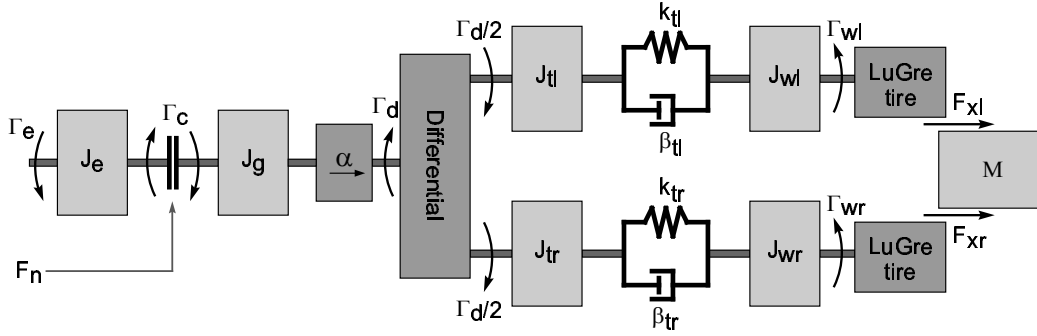 Γe
Je
Γc
Fn
Jg
α
Γd
Differential
Γd/2
Jtl
ktl
βtl
Jwl
Γwl
LuGre
tire
Fxl
M
Γd/2
Jtr
ktr
βtr
Jwr
Γwr
LuGre
tire
Fxr